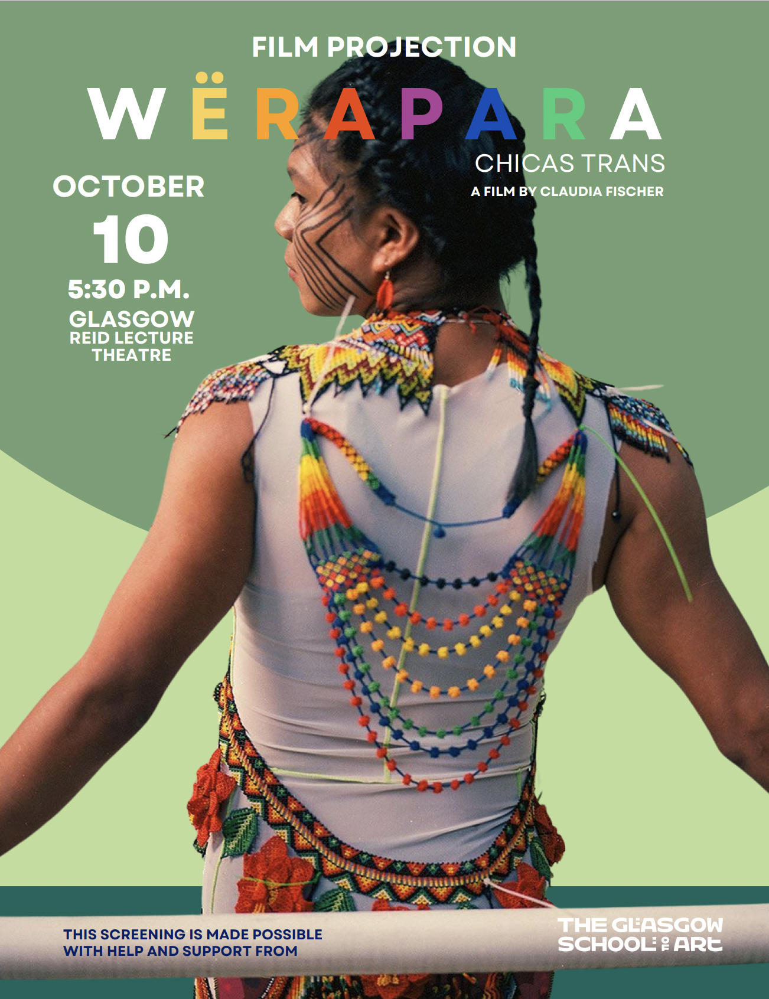 FILM PROJECTION
WËRAPARA
CHICAS TRANS
A FILM BY CLAUDIA FISCHER
OCTOBER
10
5:30 P.M.
GLASGOW
REID LECTURE
THEATRE
THIS SCREENING IS MADE POSSIBLE
WITH HELP AND SUPPORT FROM
THE GLASGOW
SCHOOL OF ART